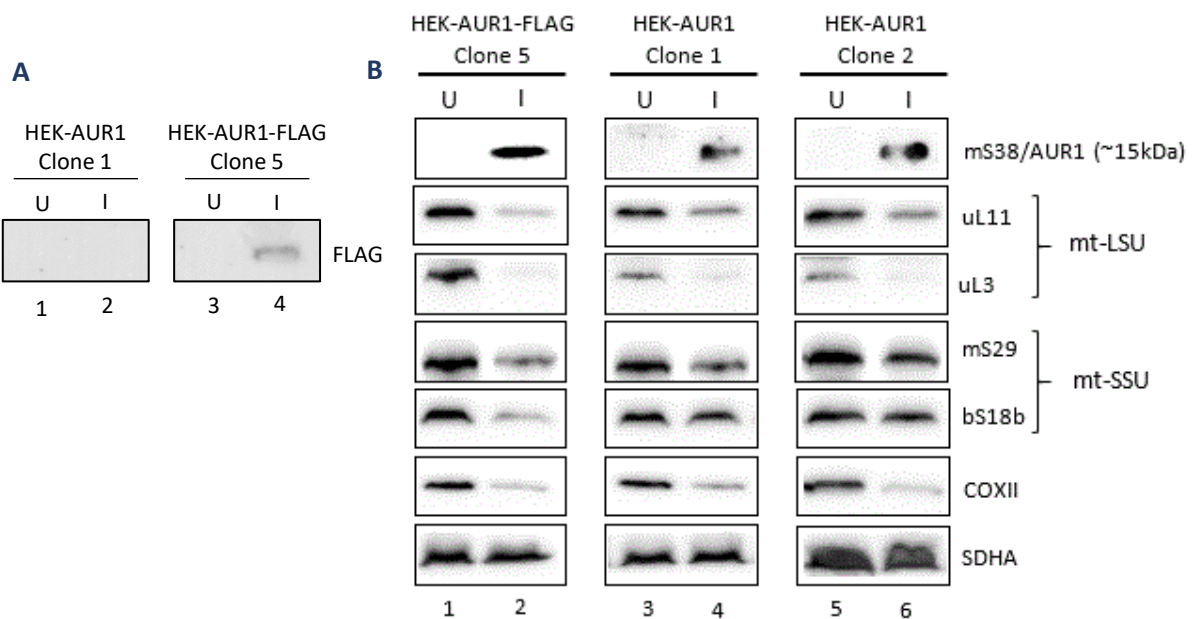 A
HEK-AUR1
Clone 1
HEK-AUR1-FLAG
Clone 5
U I
U I
FLAG
1 2
3 4
B
HEK-AUR1-FLAG
Clone 5
HEK-AUR1
Clone 1
HEK-AUR1
Clone 2
U I
U I
U I
mS38/AUR1 (~15kDa)
uL11
uL3
mt-LSU
mS29
bS18b
mt-SSU
COXII
SDHA
1 2 3 4 5 6